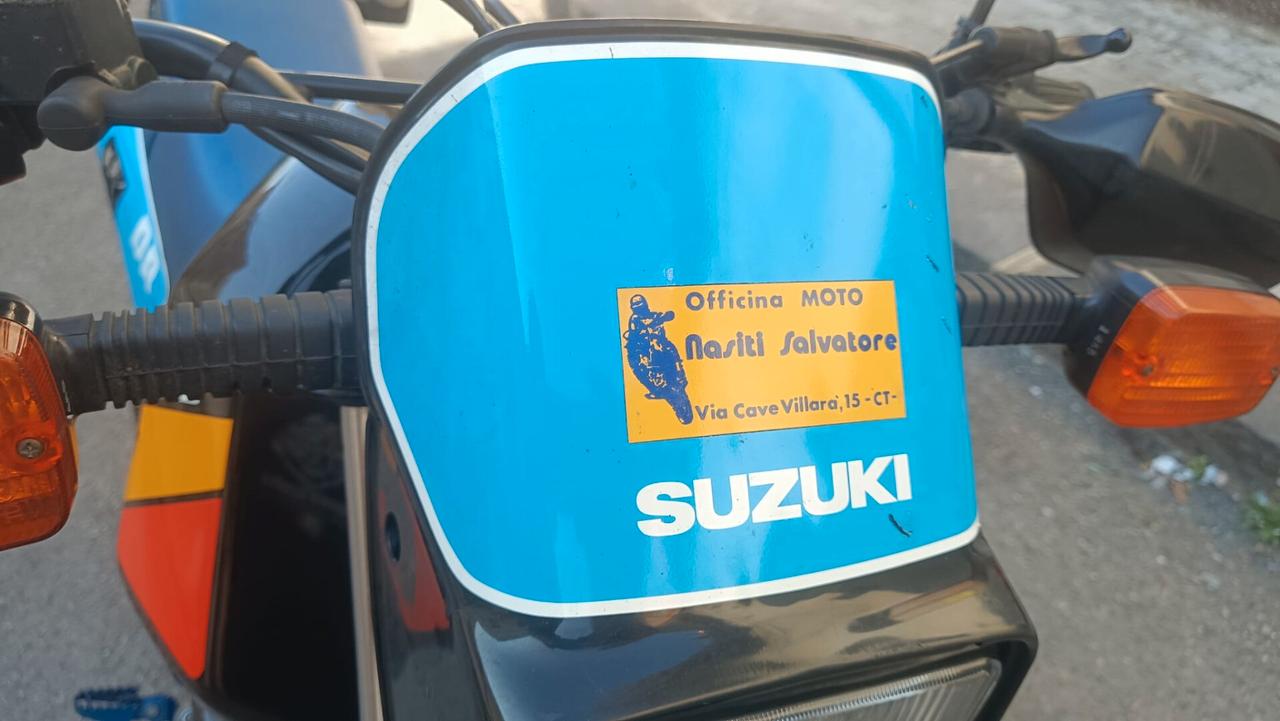 Officina MOTO
Nasiti Salvatore
Via Cave Villarà, 15 - CT -
SUZUKI